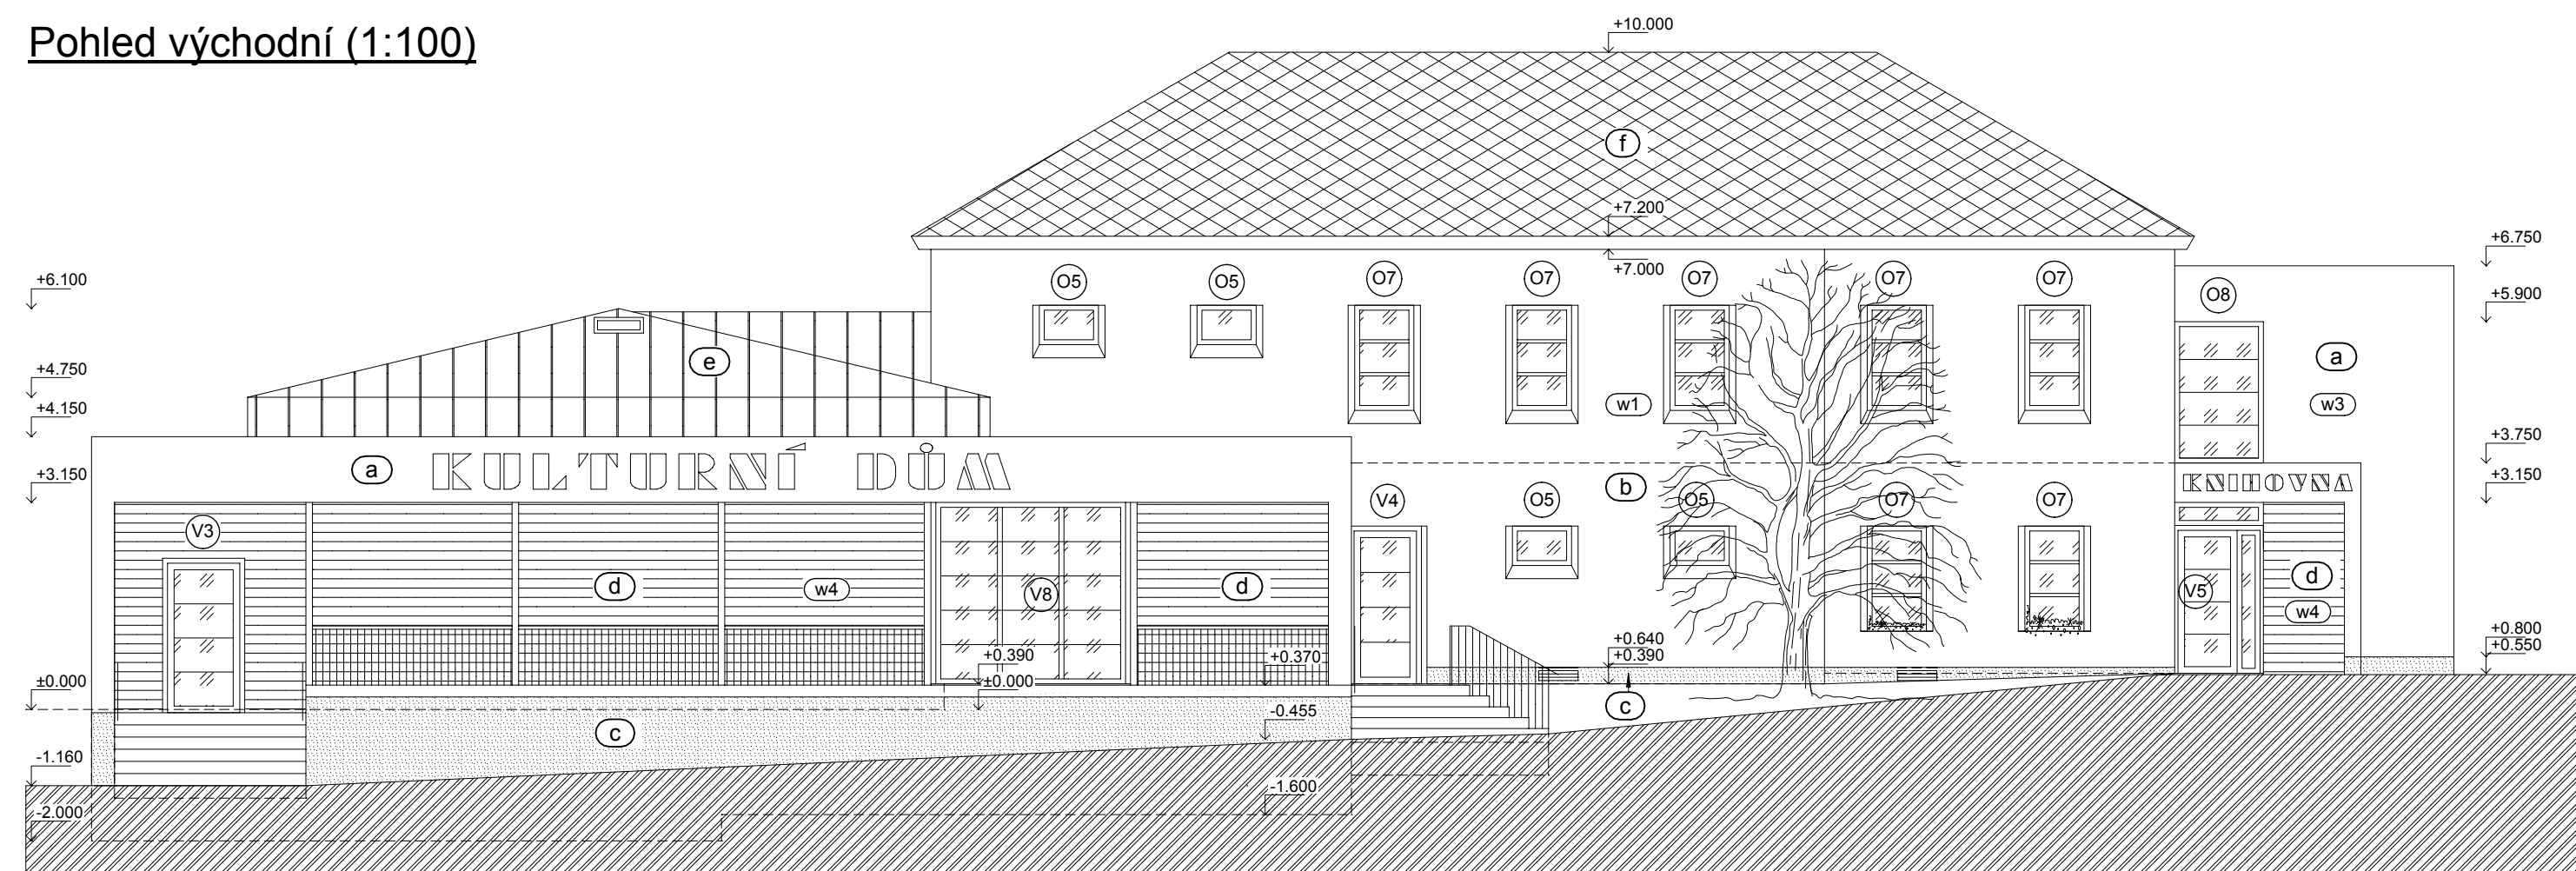 Pohled východní (1:100)
+10.000
f
+7.200
+7.000
+6.750
+6.100
+5.900
O5
O5
O7
O7
O7
O7
O7
O8
e
a
+4.750
w1
w3
+4.150
+3.750
a
KULTURNÍ DŮM
b
KNIHOVNA
+3.150
+3.150
V3
V4
O5
O5
O7
O7
d
w4
V8
d
V5
d
w4
+0.640
+0.390
+0.800
+0.550
+0.390
±0.000
+0.370
±0.000
c
-0.455
c
-1.160
-1.600
-2.000